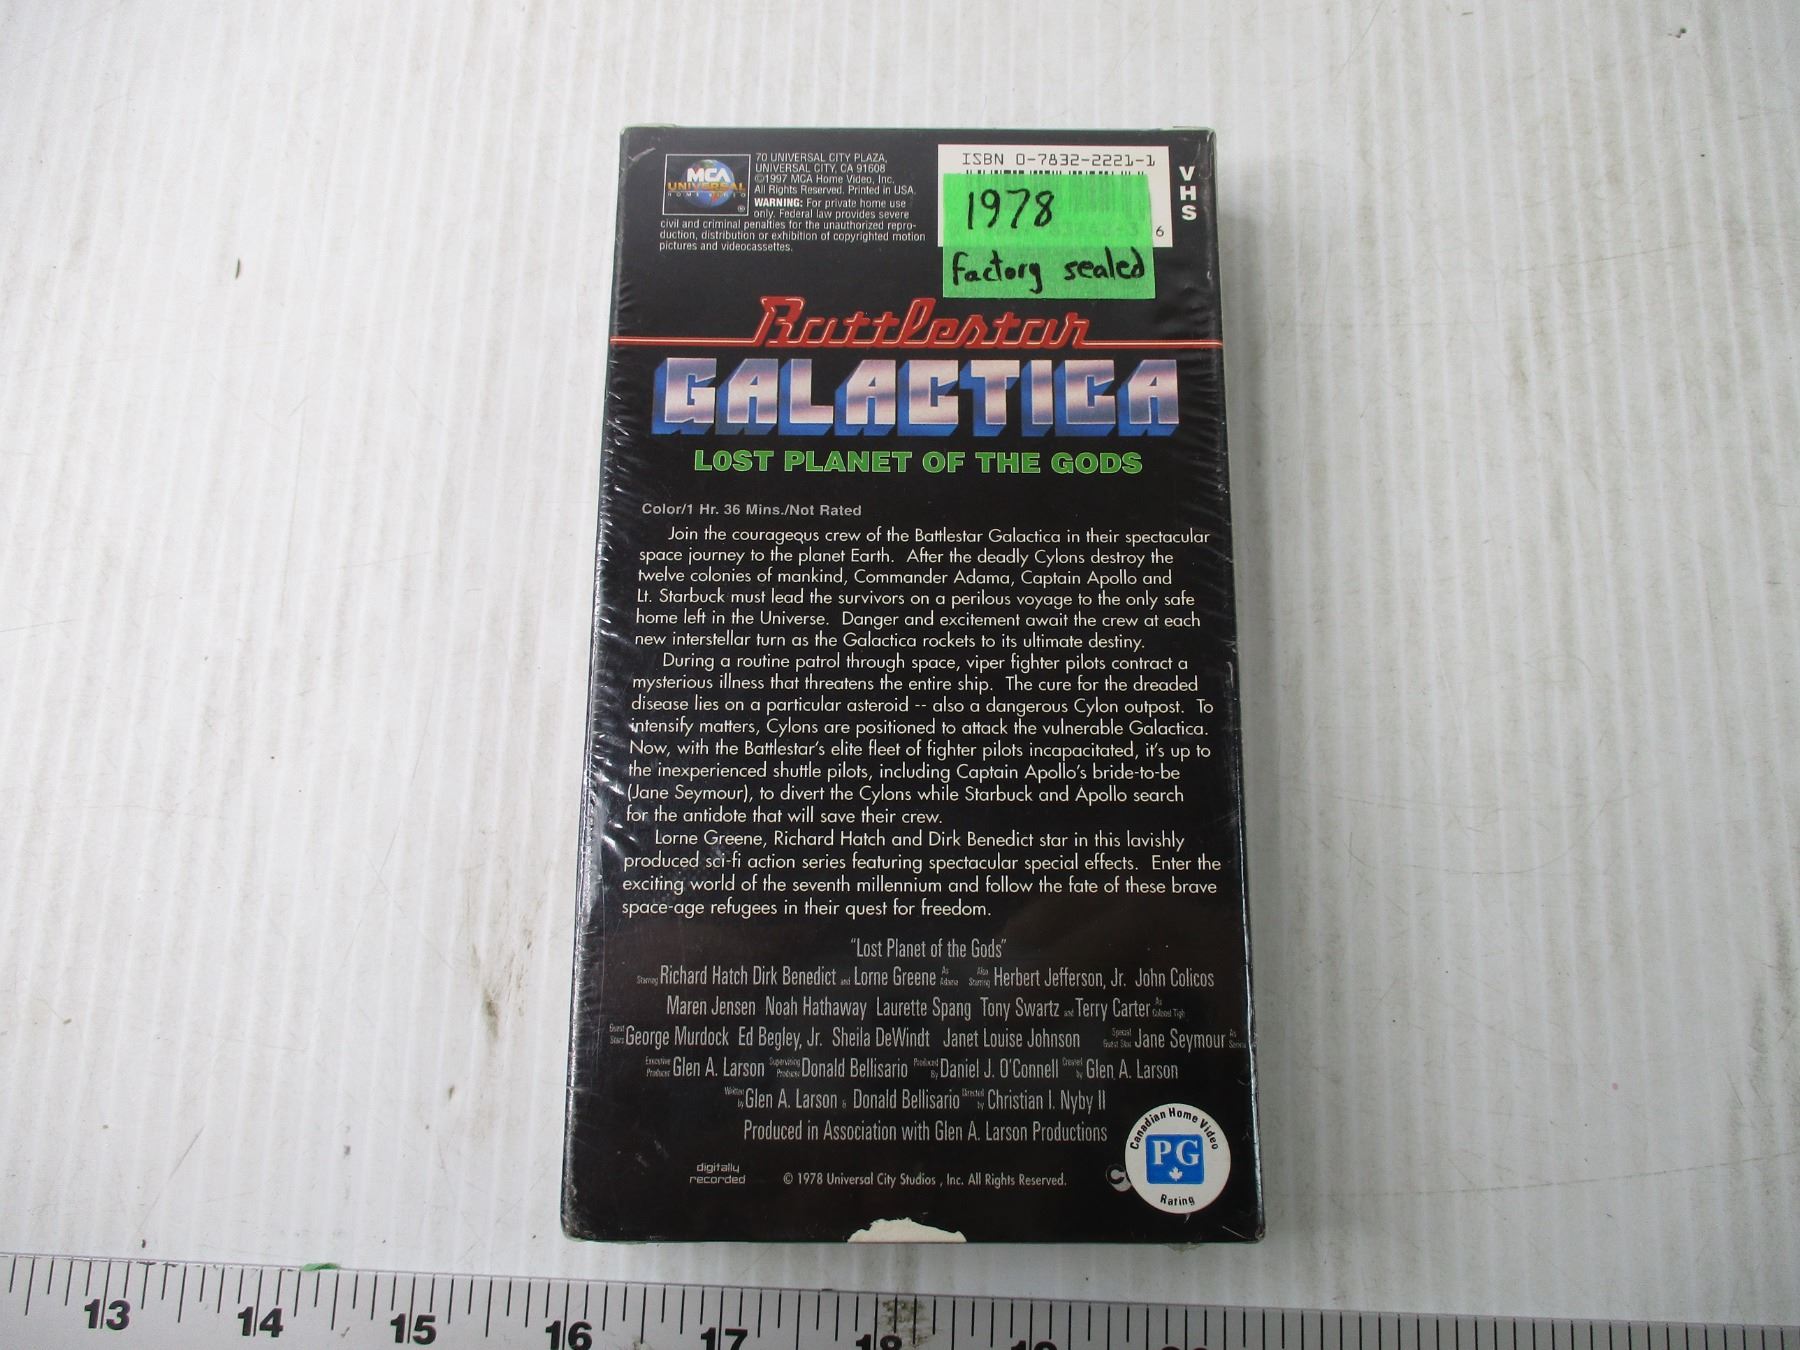 MCA
UNIVERSAL
HOME VIDEO
®
70 UNIVERSAL CITY PLAZA,
UNIVERSAL CITY, CA 91608
©1997 MCA Home Video, Inc.
All Rights Reserved. Printed in USA.
WARNING: For private home use
only. Federal law provides severe
civil and criminal penalties for the unauthorized repro-
duction, distribution or exhibition of copyrighted motion
pictures and videocassettes.
ISBN 0-7832-2221-1
6
VHS
1978
factory sealed
Battlestar
GALACTICA
LOST PLANET OF THE GODS
Color/1 Hr. 36 Mins./Not Rated
Join the courageous crew of the Battlestar Galactica in their spectacular
space journey to the planet Earth. After the deadly Cylons destroy the
twelve colonies of mankind, Commander Adama, Captain Apollo and
Lt. Starbuck must lead the survivors on a perilous voyage to the only safe
home left in the Universe. Danger and excitement await the crew at each
new interstellar turn as the Galactica rockets to its ultimate destiny.
During a routine patrol through space, viper fighter pilots contract a
mysterious illness that threatens the entire ship. The cure for the dreaded
disease lies on a particular asteroid -- also a dangerous Cylon outpost. To
intensify matters, Cylons are positioned to attack the vulnerable Galactica.
Now, with the Battlestar's elite fleet of fighter pilots incapacitated, it's up to
the inexperienced shuttle pilots, including Captain Apollo's bride-to-be
(Jane Seymour), to divert the Cylons while Starbuck and Apollo search
for the antidote that will save their crew.
Lorne Greene, Richard Hatch and Dirk Benedict star in this lavishly
produced sci-fi action series featuring spectacular special effects. Enter the
exciting world of the seventh millennium and follow the fate of these brave
space-age refugees in their quest for freedom.
"Lost Planet of the Gods"
Starring Richard Hatch Dirk Benedict and Lorne Greene As Adama Also Starring Herbert Jefferson, Jr. John Colicos
Maren Jensen Noah Hathaway Laurette Spang Tony Swartz and Terry Carter As Colonel Tigh
Guest Stars George Murdock Ed Begley, Jr. Sheila DeWindt Janet Louise Johnson Special Guest Star Jane Seymour As Serina
Executive Producer Glen A. Larson Supervising Producer Donald Bellisario Produced By Daniel J. O'Connell Created by Glen A. Larson
Written by Glen A. Larson & Donald Bellisario Directed by Christian I. Nyby II
Produced in Association with Glen A. Larson Productions
digitally
recorded
© 1978 Universal City Studios , Inc. All Rights Reserved.
Canadian Home Video
PG
Rating
13 14 15 16 17 18 19